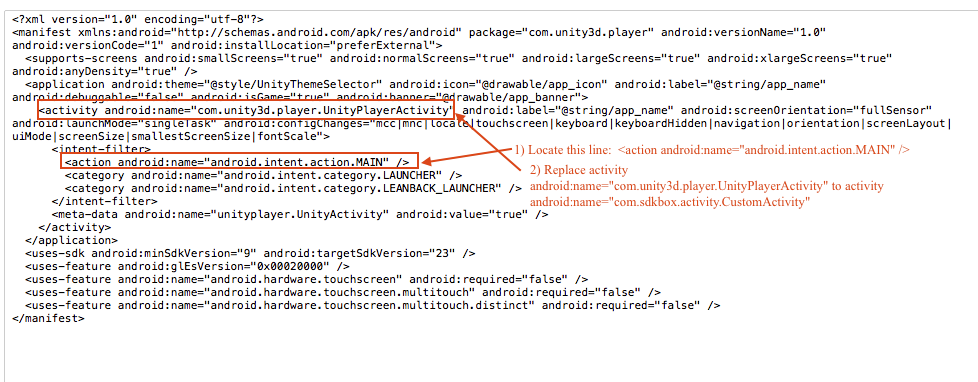 <?xml version="1.0" encoding="utf-8"?>
<manifest xmlns:android="http://schemas.android.com/apk/res/android" package="com.unity3d.player" android:versionName="1.0"
android:versionCode="1" android:installLocation="preferExternal">
<supports-screens android:smallScreens="true" android:normalScreens="true" android:largeScreens="true" android:xlargeScreens="true"
android:anyDensity="true" />
<application android:theme="@style/UnityThemeSelector" android:icon="@drawable/app_icon" android:label="@string/app_name"
android:debuggable="false" android:isGame="true" android:banner="@drawable/app_banner">
<activity android:name="com.unity3d.player.UnityPlayerActivity" android:label="@string/app_name" android:screenOrientation="fullSensor"
android:launchMode="singleTask" android:configChanges="mcc|mnc|locale|touchscreen|keyboard|keyboardHidden|navigation|orientation|screenLayout|
uiMode|screenSize|smallestScreenSize|fontScale">
<intent-filter>
<action android:name="android.intent.action.MAIN" />
1) Locate this line: <action android:name="android.intent.action.MAIN" />
<category android:name="android.intent.category.LAUNCHER" />
<category android:name="android.intent.category.LEANBACK_LAUNCHER" />
2) Replace activity
android:name="com.unity3d.player.UnityPlayerActivity" to activity
android:name="com.sdkbox.activity.CustomActivity"
</intent-filter>
<meta-data android:name="unityplayer.UnityActivity" android:value="true" />
</activity>
</application>
<uses-sdk android:minSdkVersion="9" android:targetSdkVersion="23" />
<uses-feature android:glEsVersion="0x00020000" />
<uses-feature android:name="android.hardware.touchscreen" android:required="false" />
<uses-feature android:name="android.hardware.touchscreen.multitouch" android:required="false" />
<uses-feature android:name="android.hardware.touchscreen.multitouch.distinct" android:required="false" />
</manifest>